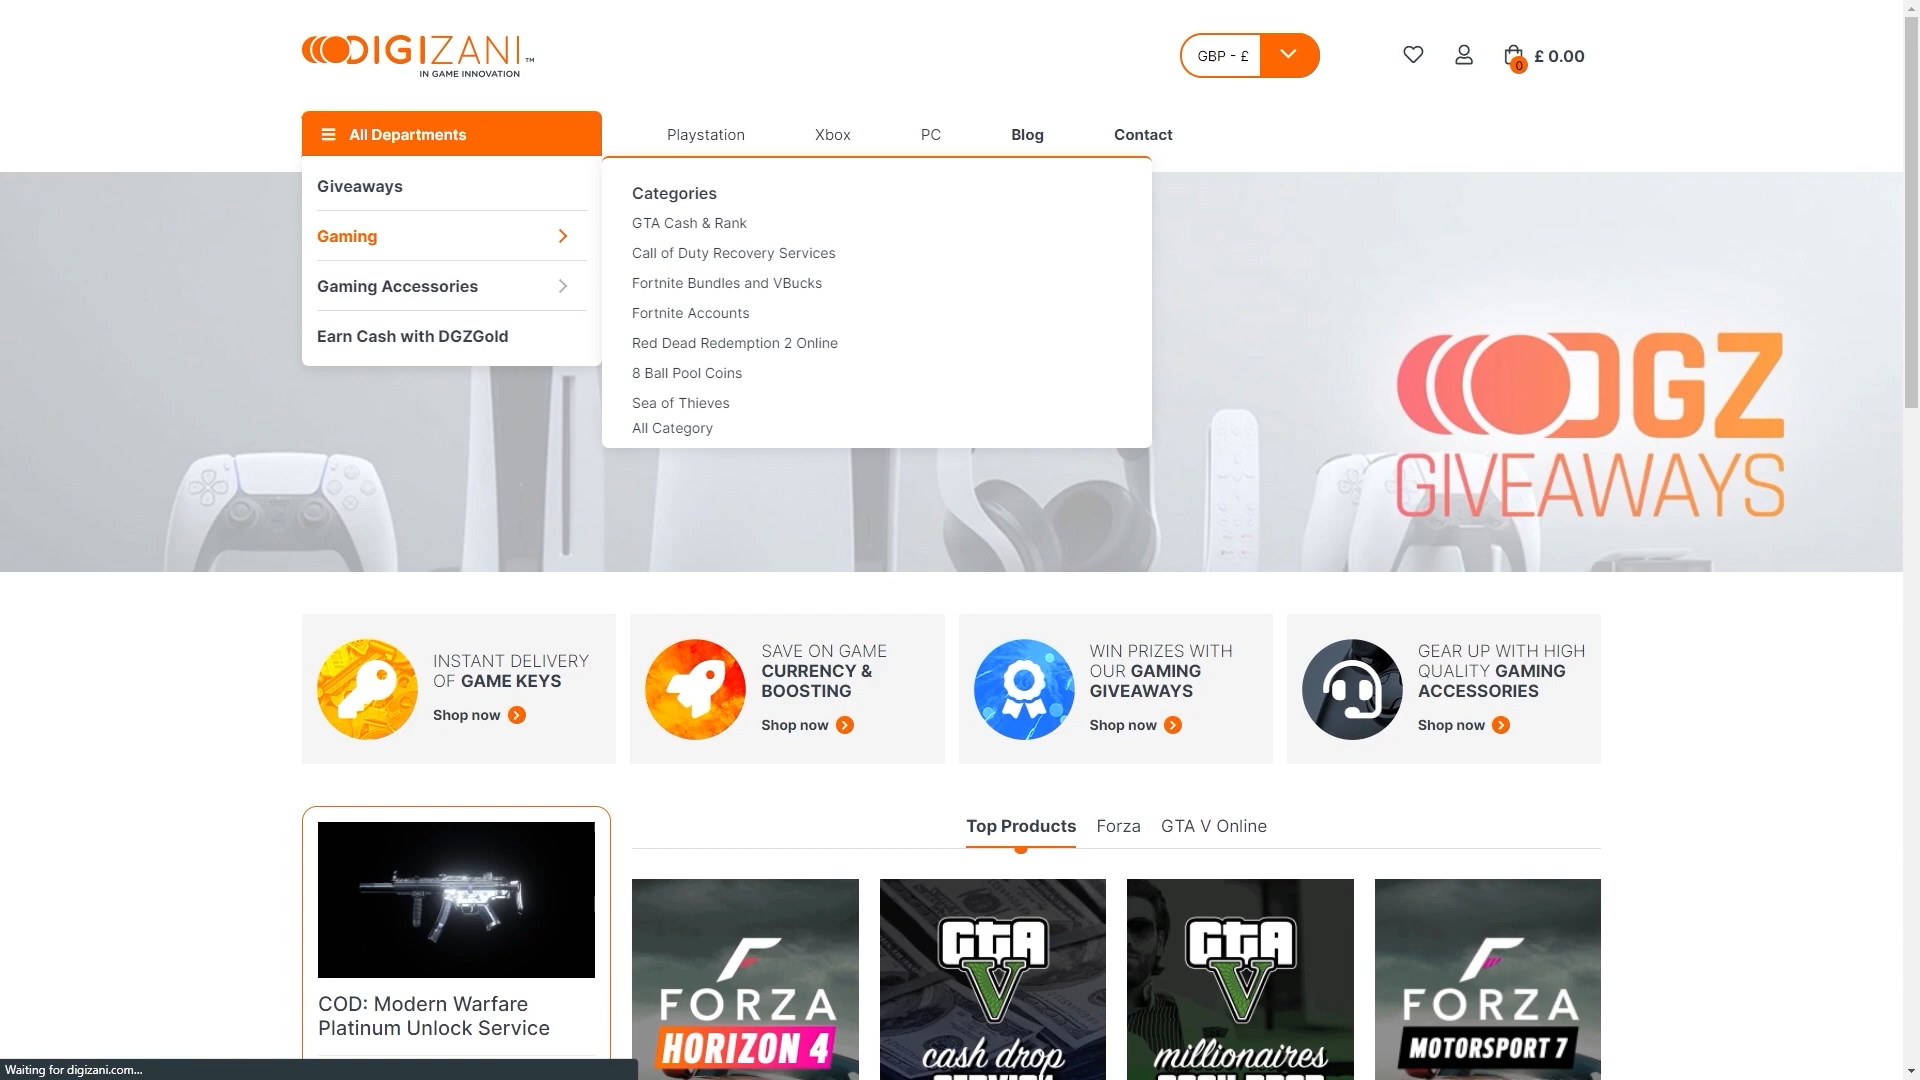 DIGIZANI™
IN GAME INNOVATION
GBP - £
0
£ 0.00
All Departments
Playstation
Xbox
PC
Blog
Contact
Giveaways
Gaming
Gaming Accessories
Earn Cash with DGZGold
Categories
GTA Cash & Rank
Call of Duty Recovery Services
Fortnite Bundles and VBucks
Fortnite Accounts
Red Dead Redemption 2 Online
8 Ball Pool Coins
Sea of Thieves
All Category
DGZ
GIVEAWAYS
INSTANT DELIVERY
OF GAME KEYS
Shop now
SAVE ON GAME
CURRENCY &
BOOSTING
Shop now
WIN PRIZES WITH
OUR GAMING
GIVEAWAYS
Shop now
GEAR UP WITH HIGH
QUALITY GAMING
ACCESSORIES
Shop now
COD: Modern Warfare
Platinum Unlock Service
Top Products
Forza
GTA V Online
FORZA
HORIZON 4
GTA
V
cash drop
GTA
V
millionaires
FORZA
MOTORSPORT 7
Waiting for digizani.com...